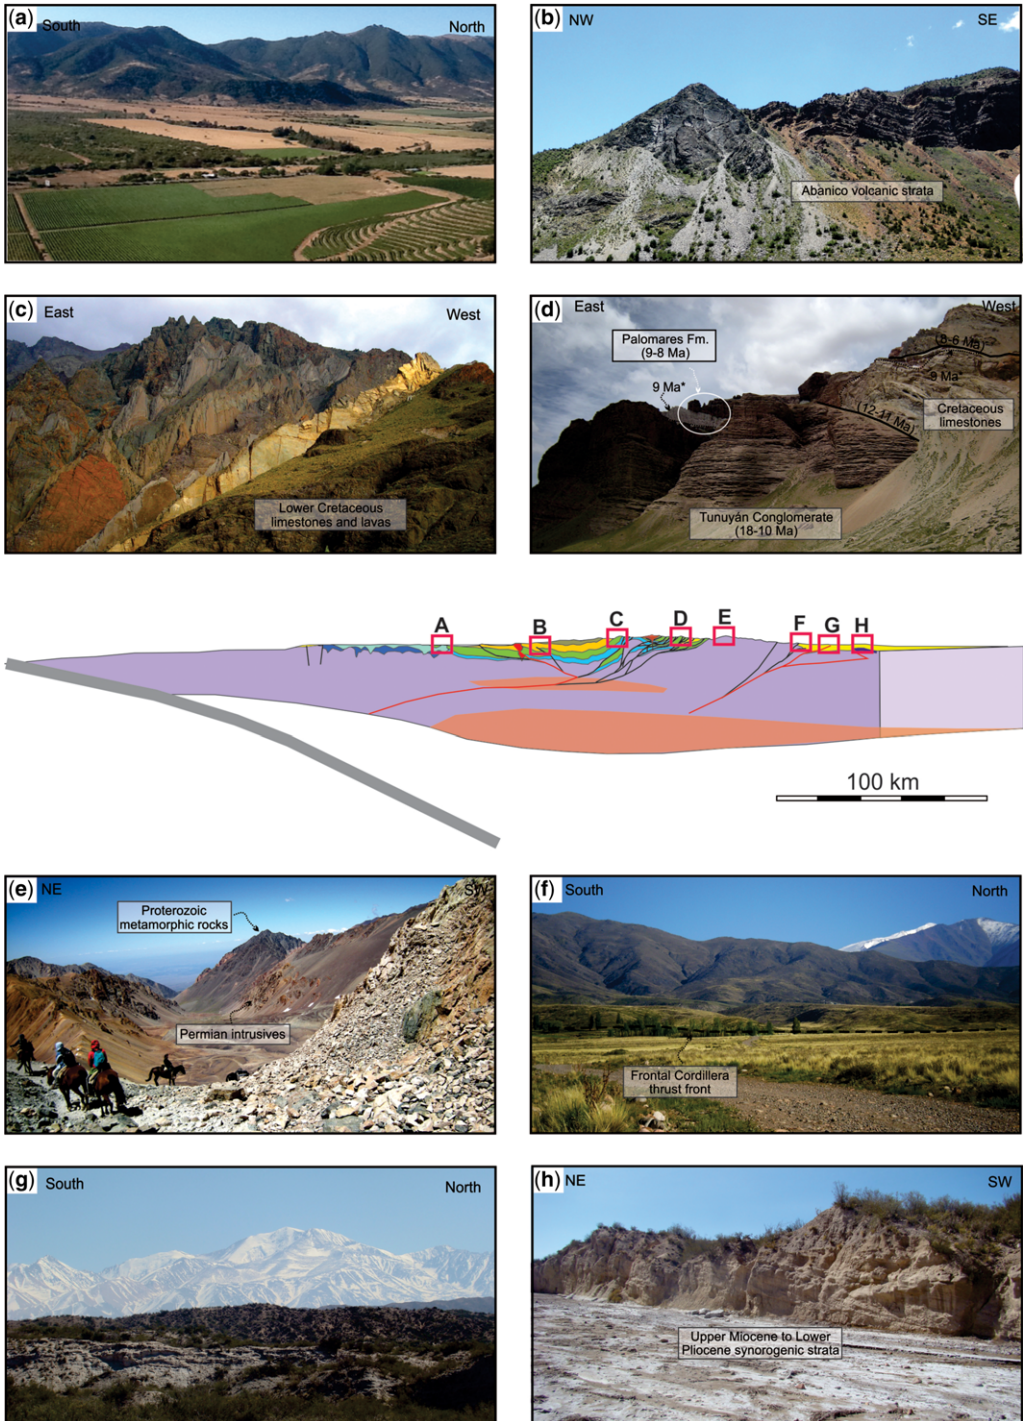 (a)
South
North
(b)
NW
SE
Abanico volcanic strata
(c)
East
West
Lower Cretaceous
limestones and lavas
(d)
East
West
Palomares Fm.
(9-8 Ma)
9 Ma*
(8-6 Ma)
9 Ma*
(12-11 Ma)
Cretaceous
limestones
Tunuyán Conglomerate
(18-10 Ma)
A
B
C
D
E
F
G
H
100 km
(e)
NE
SW
Proterozoic
metamorphic rocks
Permian intrusives
(f)
South
North
Frontal Cordillera
thrust front
(g)
South
North
(h)
NE
SW
Upper Miocene to Lower
Pliocene synorogenic strata